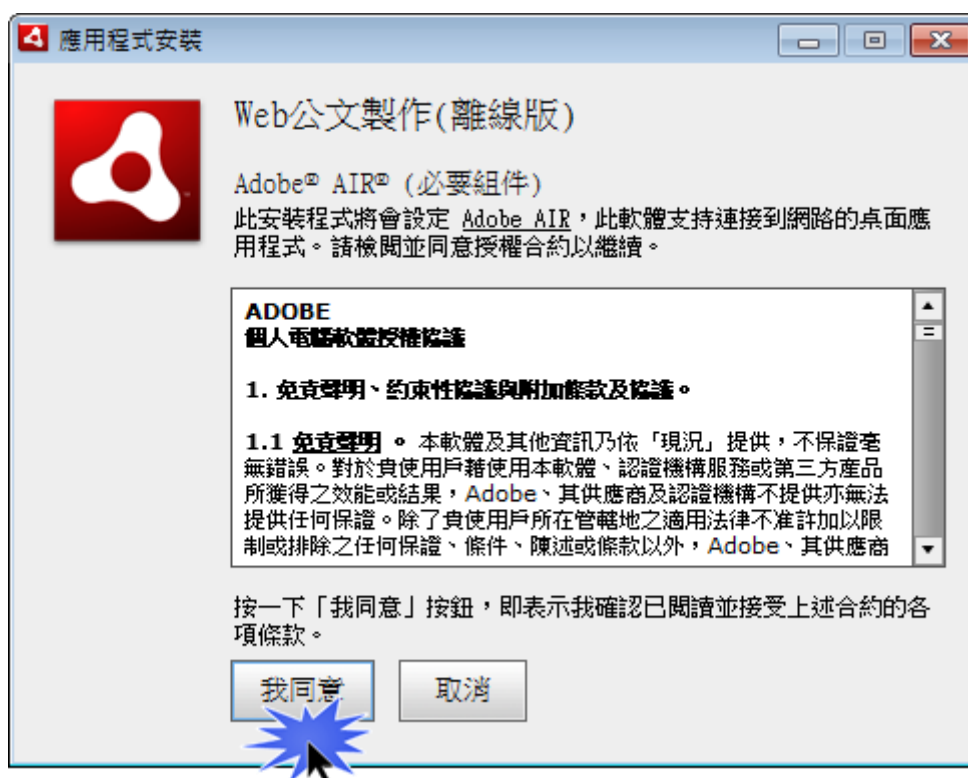 應用程式安裝
Web公文製作(離線版)
Adobe® AIR® (必要組件)
此安裝程式將會設定 Adobe AIR，此軟體支持連接到網路的桌面應
用程式。請檢閱並同意授權合約以繼續。
ADOBE
個人電腦軟體授權協議
1. 免責聲明、約束性協議與附加條款及協議。
1.1 免責聲明 。 本軟體及其他資訊乃依「現況」提供，不保證毫
無錯誤。對於貴使用戶藉使用本軟體、認證機構服務或第三方產品
所獲得之效能或結果，Adobe、其供應商及認證機構不提供亦無法
提供任何保證。除了貴使用戶所在管轄地之適用法律不准許加以限
制或排除之任何保證、條件、陳述或條款以外，Adobe、其供應商
按一下「我同意」按鈕，即表示我確認已閱讀並接受上述合約的各
項條款。
我同意
取消